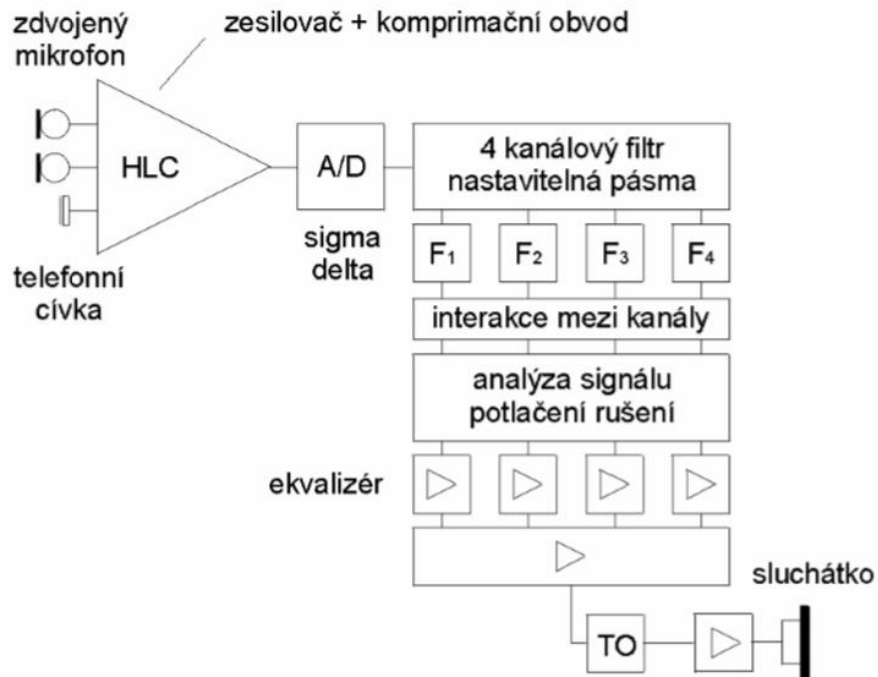 zdvojený
mikrofon
zesilovač + komprimační obvod
HLC
A/D
4 kanálový filtr
nastavitelná pásma
sigma
delta
telefonní
cívka
F1 F2 F3 F4
interakce mezi kanály
analýza signálu
potlačení rušení
ekvalizér
sluchátko
TO